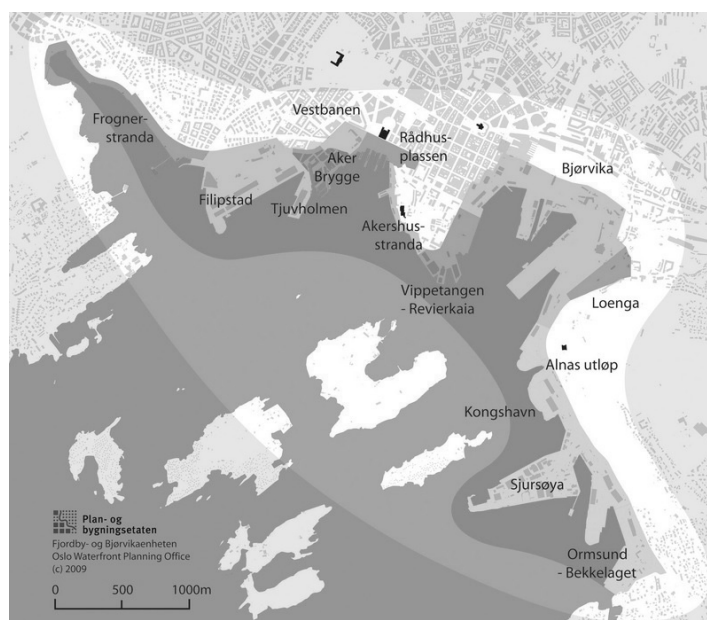 Vestbanen
Frogner-
stranda
Rådhus-
plassen
Aker
Brygge
Bjørvika
Filipstad
Tjuvholmen
Akershus-
stranda
Vippetangen
- Revierkaia
Loenga
Alnas utløp
Kongshavn
Sjursøya
Ormsund
- Bekkelaget
Plan- og
bygningsetaten
Fjordby- og Bjørvikaenheten
Oslo Waterfront Planning Office
(c) 2009
0 500 1000m